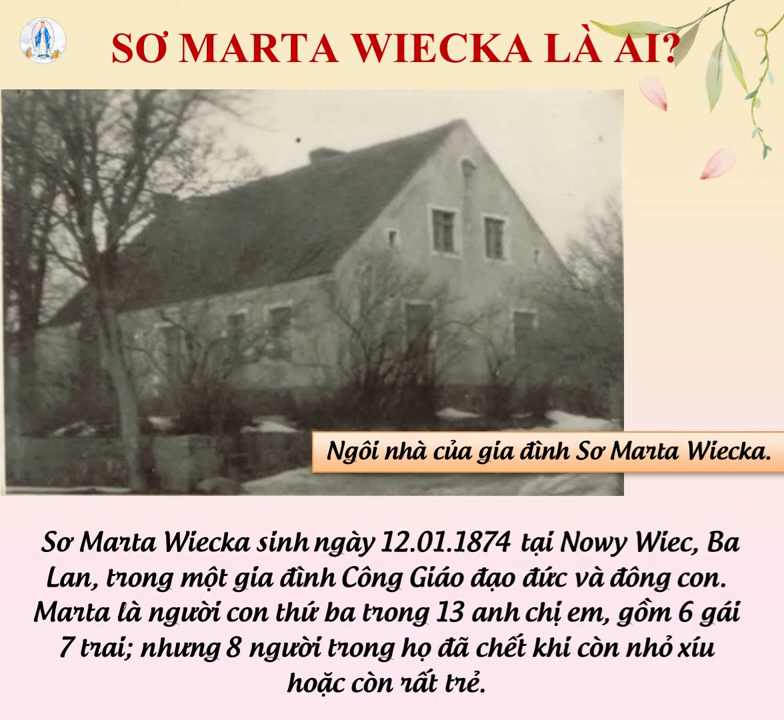 SƠ MARTA WIECKA LÀ AI?
Ngôi nhà của gia đình Sơ Marta Wiecka.
Sơ Marta Wiecka sinh ngày 12.01.1874 tại Nowy Wiec, Ba
Lan, trong một gia đình Công Giáo đạo đức và đông con.
Marta là người con thứ ba trong 13 anh chị em, gồm 6 gái
7 trai; nhưng 8 người trong họ đã chết khi còn nhỏ xíu
hoặc còn rất trẻ.